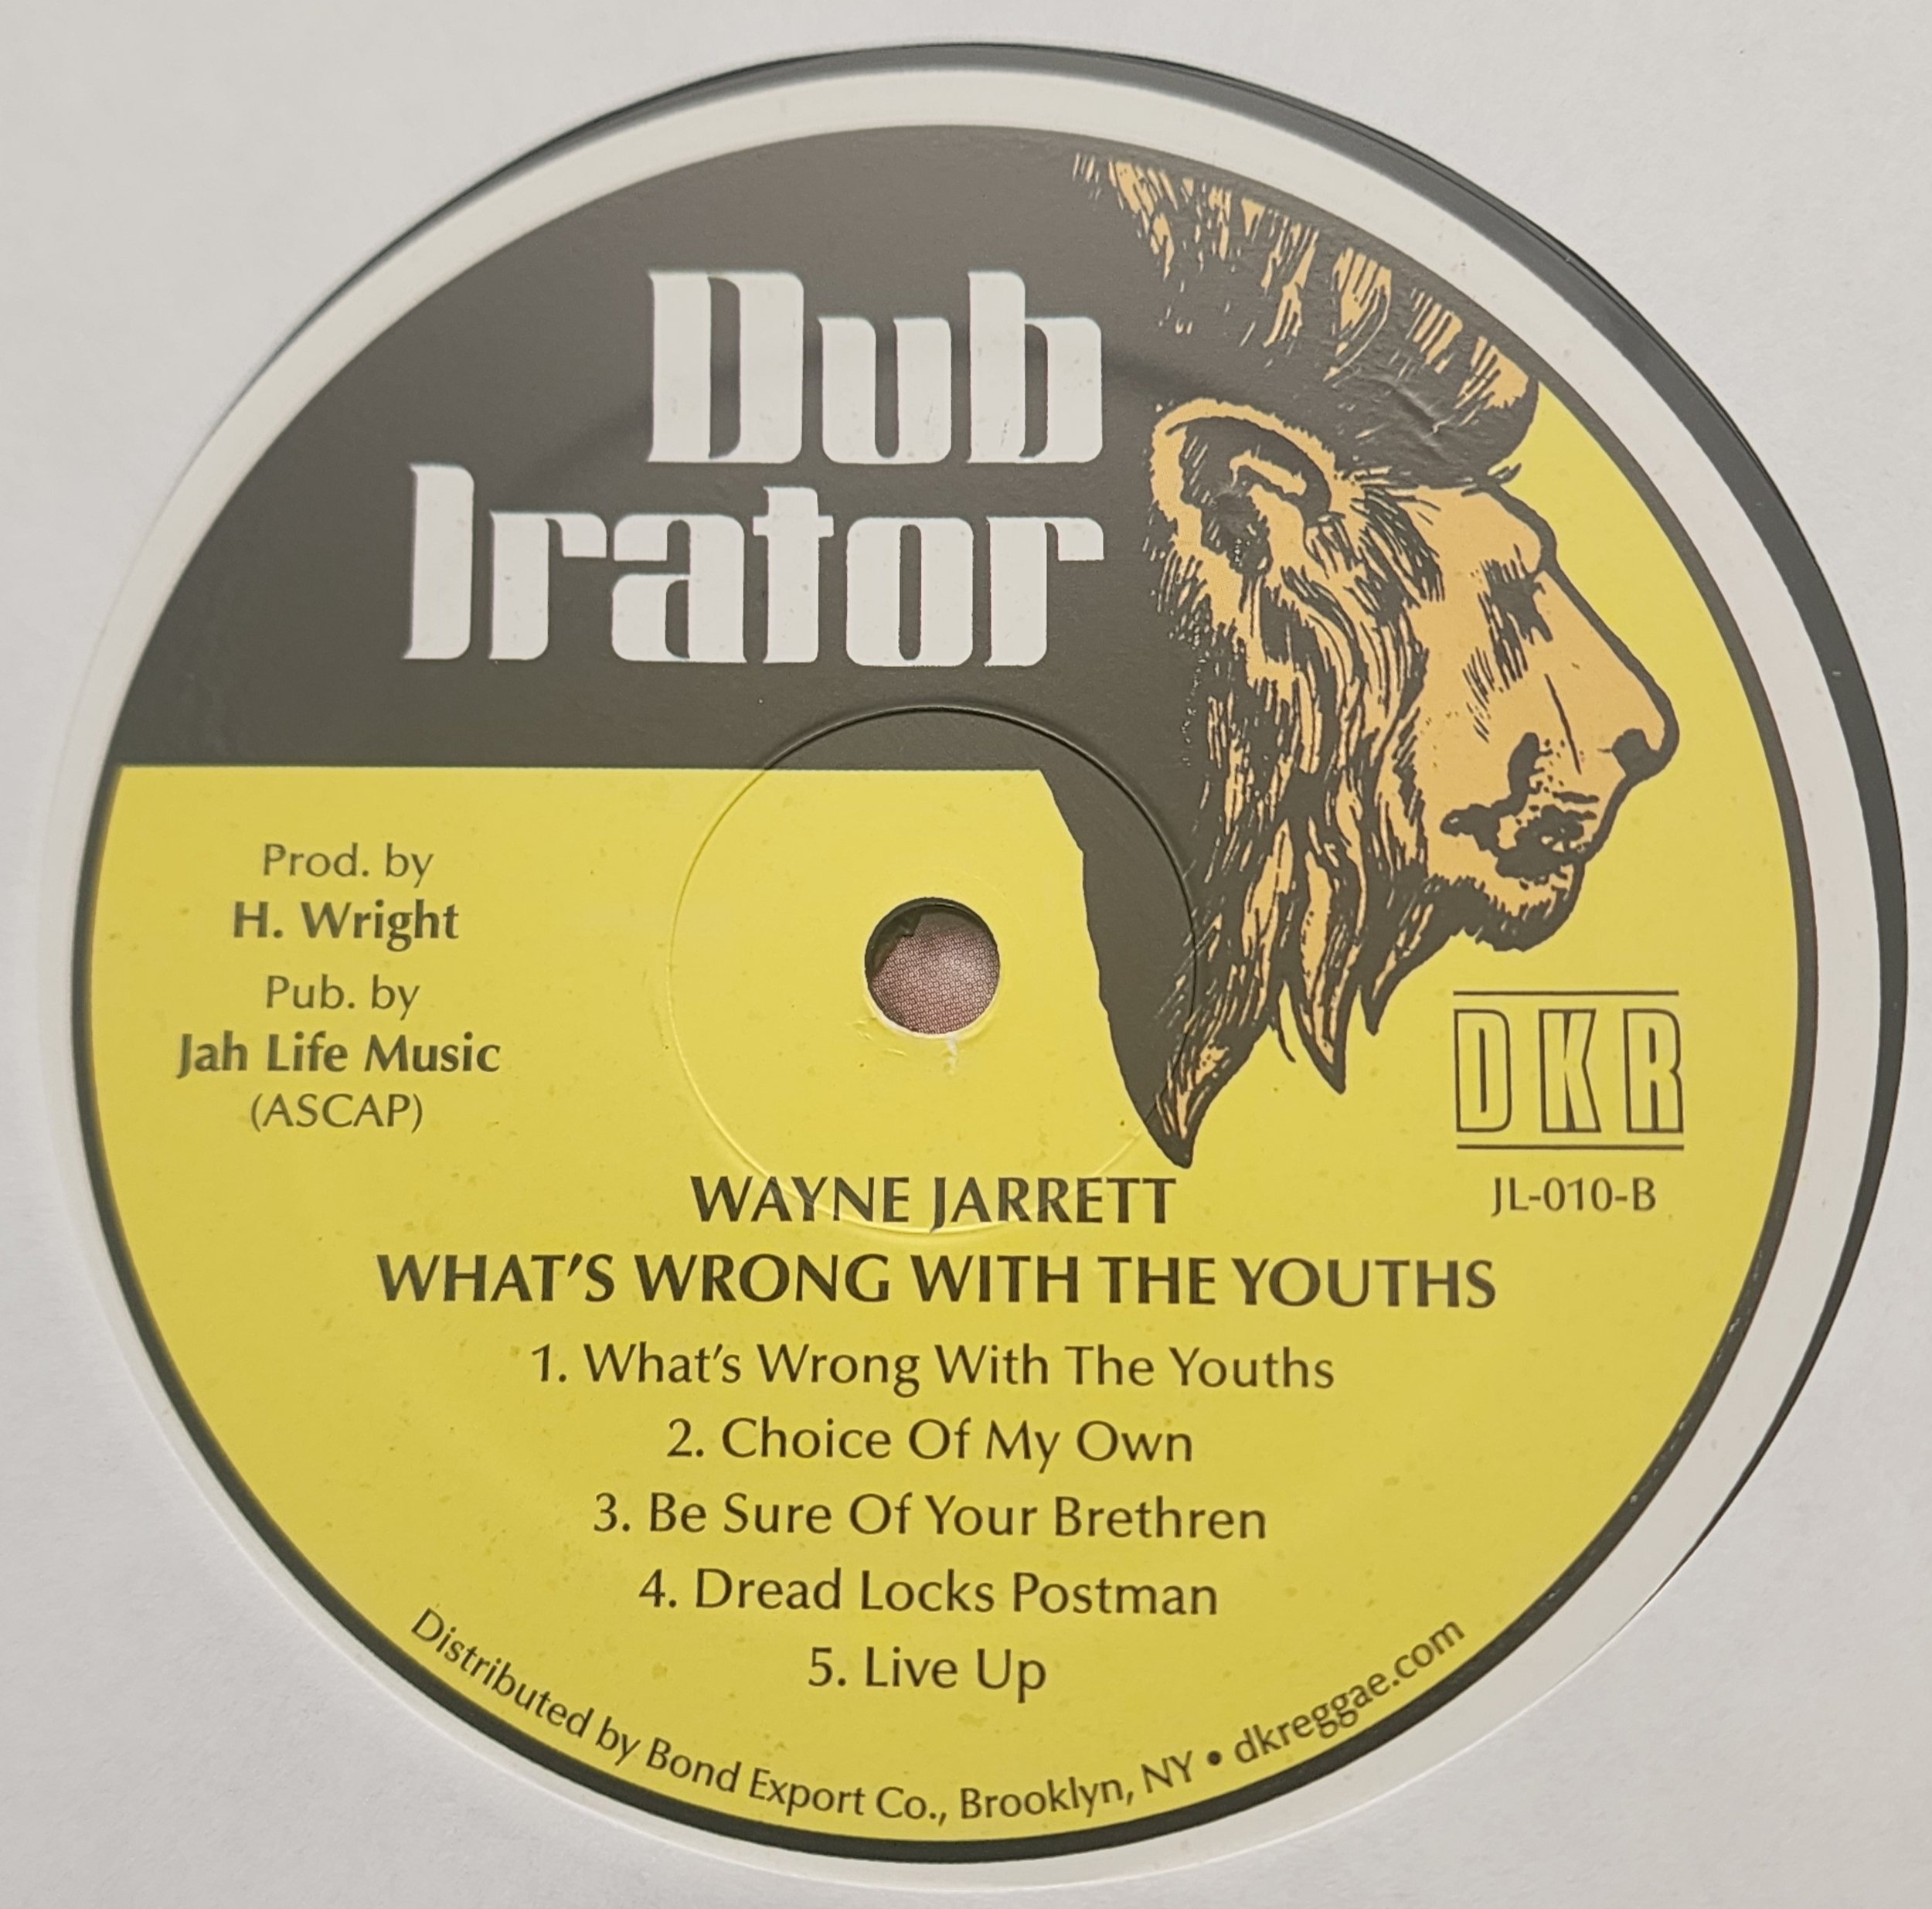 Dub
Irator
Prod. by
H. Wright
Pub. by
Jah Life Music
(ASCAP)
DKR
JL-010-B
WAYNE JARRETT
WHAT'S WRONG WITH THE YOUTHS
1. What's Wrong With The Youths
2. Choice Of My Own
3. Be Sure Of Your Brethren
4. Dread Locks Postman
5. Live Up
Distributed by Bond Export Co., Brooklyn, NY • dkreggae.com